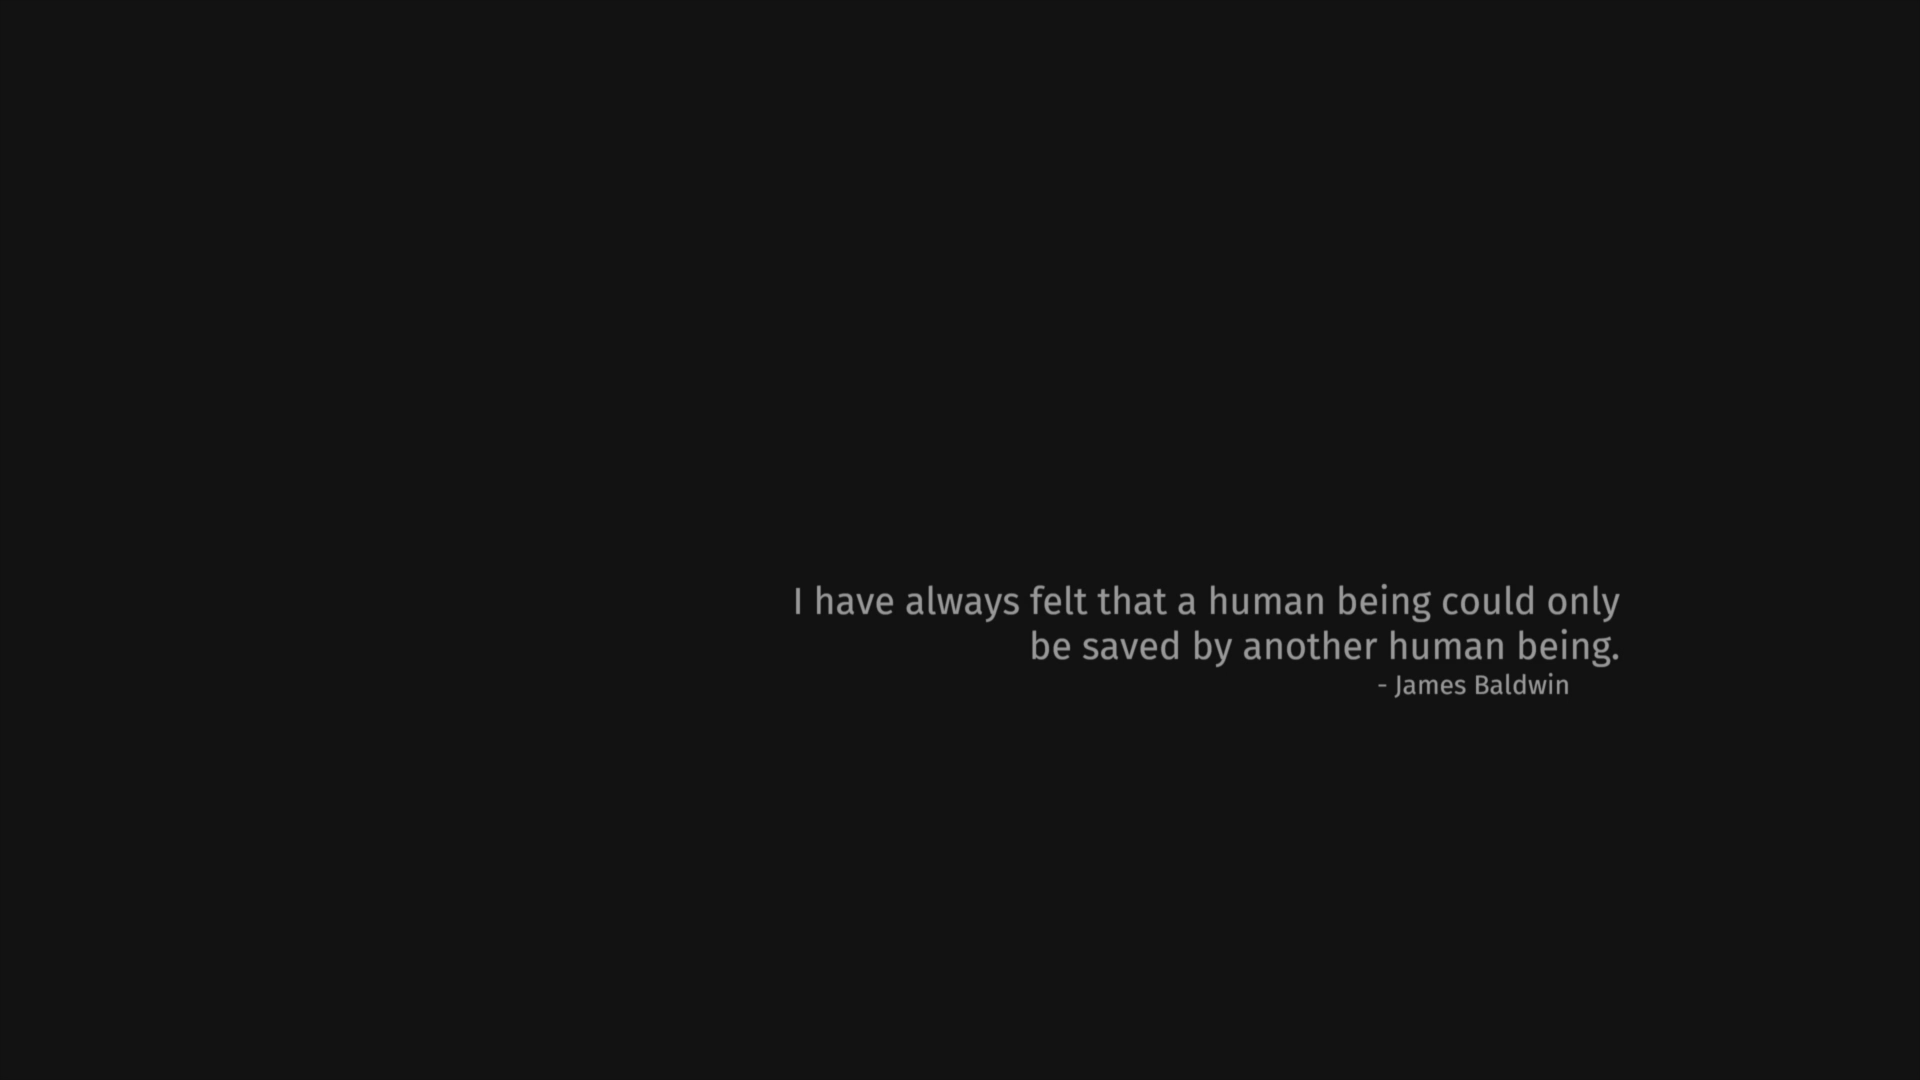 I have always felt that a human being could only
be saved by another human being.
- James Baldwin